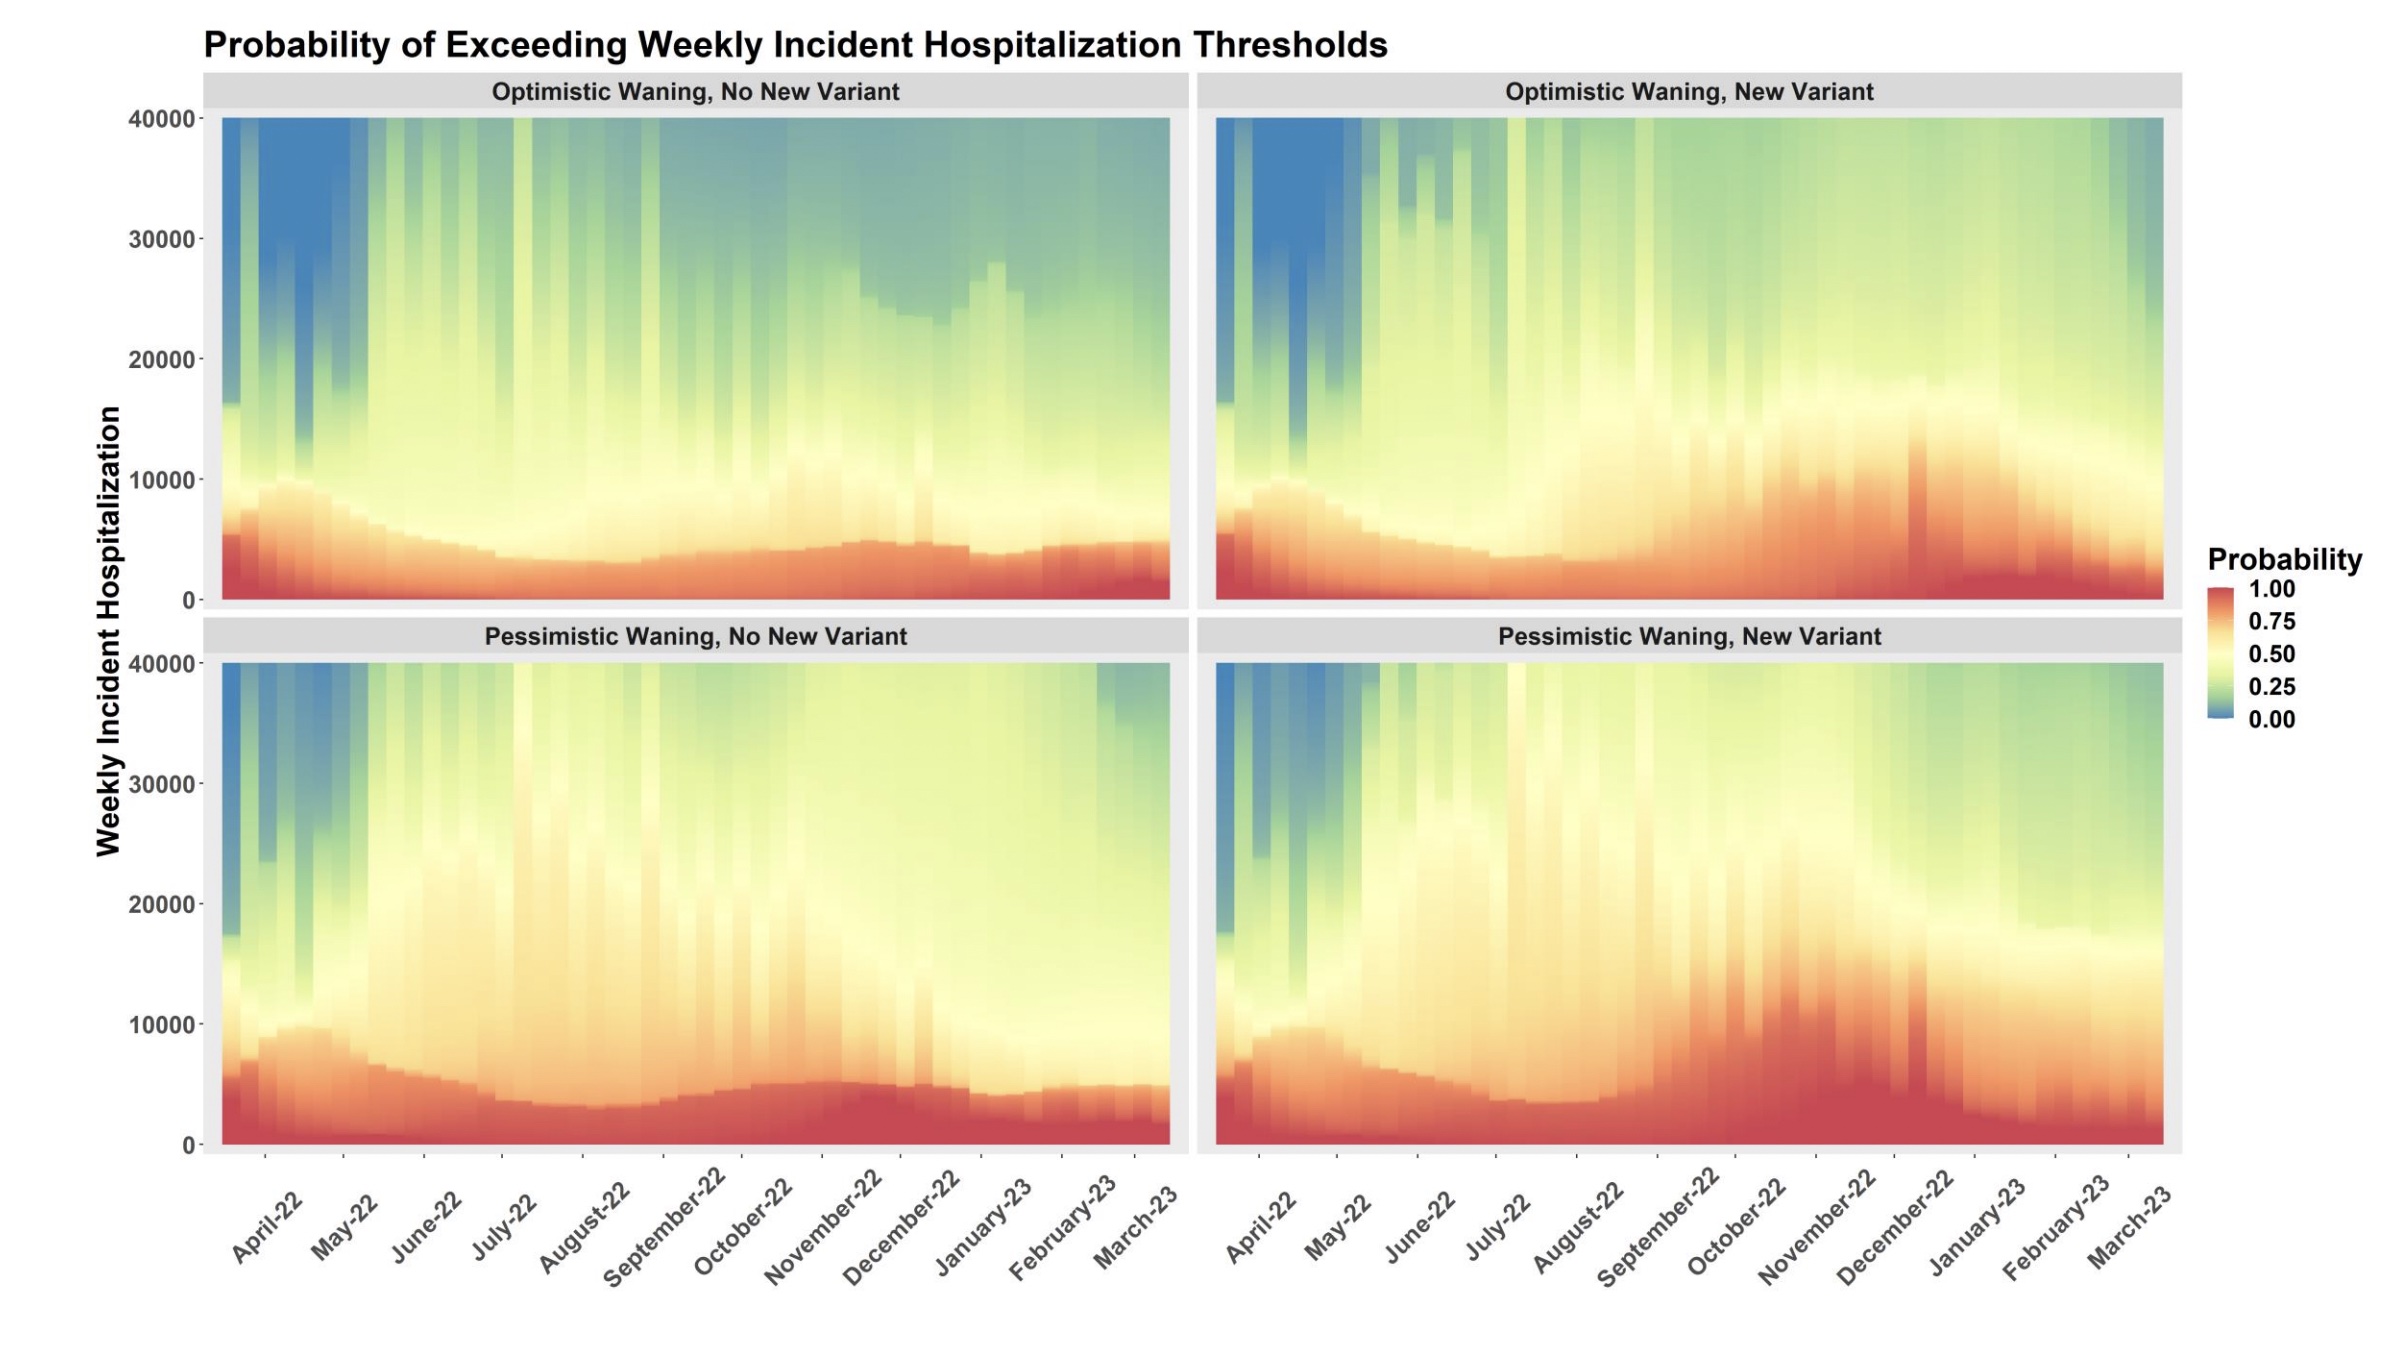 Probability of Exceeding Weekly Incident Hospitalization Thresholds
Optimistic Waning, No New Variant
Optimistic Waning, New Variant
40000
30000
20000
10000
0
Pessimistic Waning, No New Variant
Pessimistic Waning, New Variant
40000
30000
20000
10000
0
Weekly Incident Hospitalization
April-22
May-22
June-22
July-22
August-22
September-22
October-22
November-22
December-22
January-23
February-23
March-23
April-22
May-22
June-22
July-22
August-22
September-22
October-22
November-22
December-22
January-23
February-23
March-23
Probability
1.00
0.75
0.50
0.25
0.00